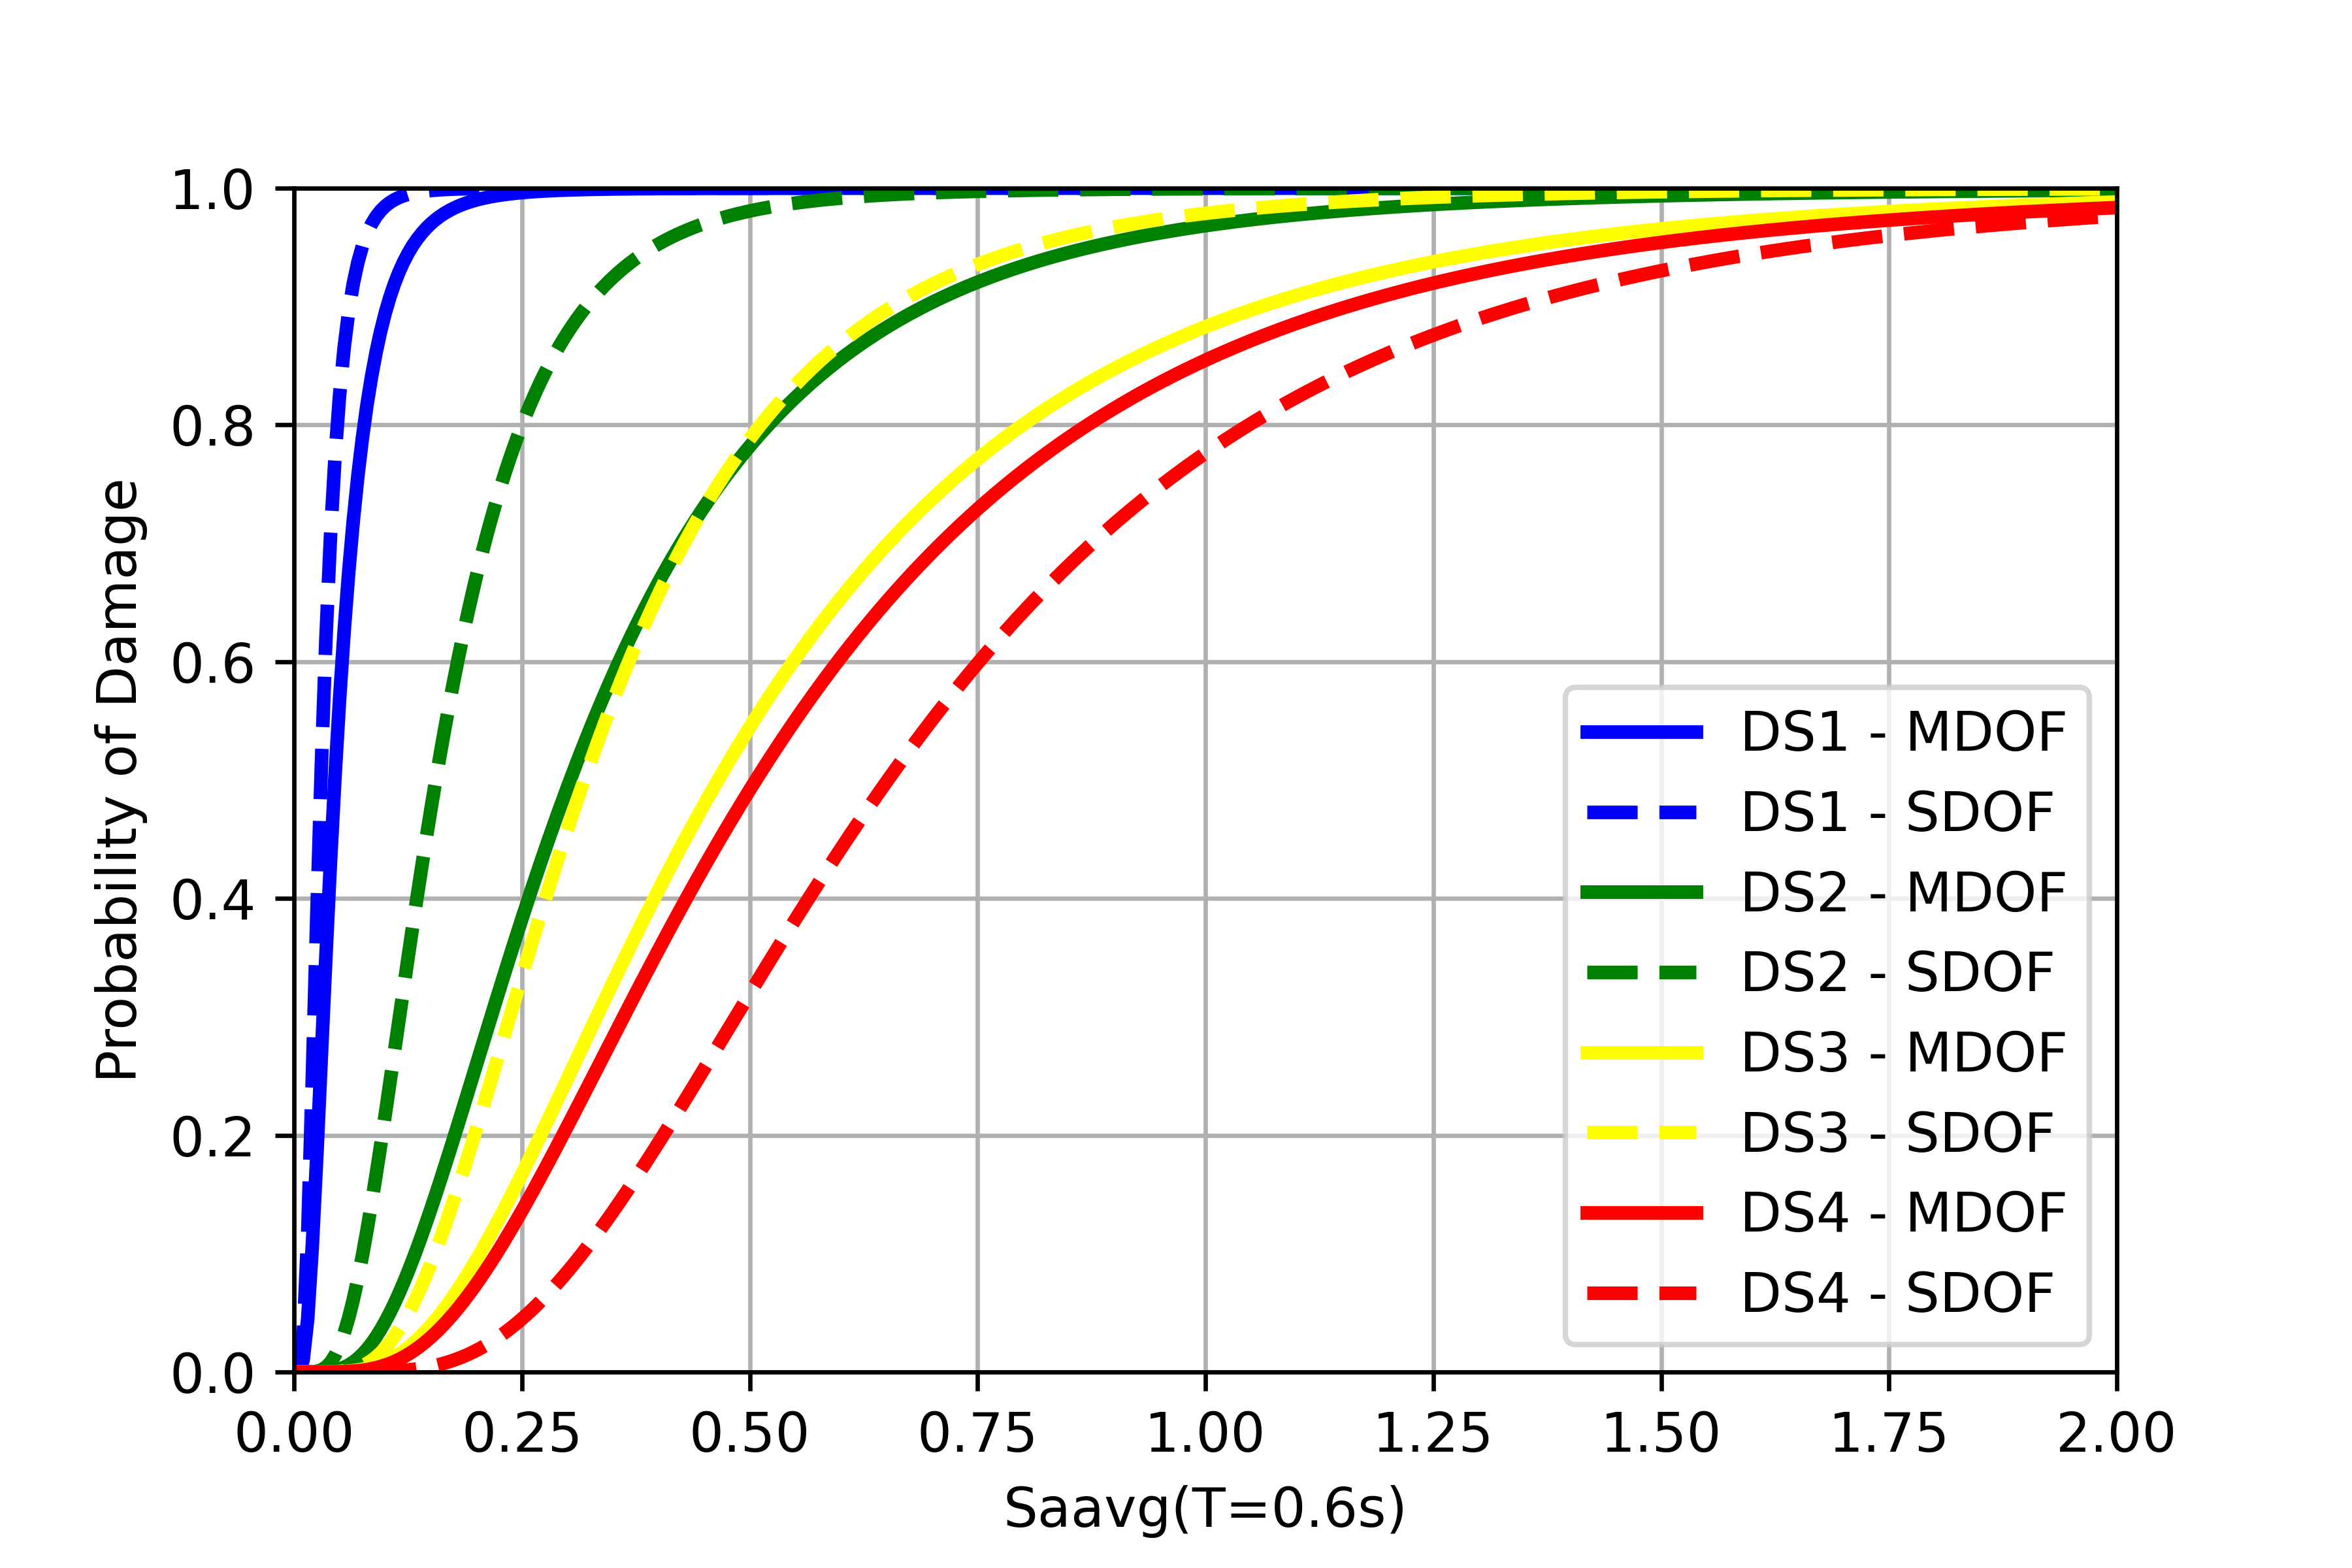 1.0
0.8
0.6
0.4
0.2
0.0
Probability of Damage
0.00 0.25 0.50 0.75 1.00 1.25 1.50 1.75 2.00
Saavg(T=0.6s)
DS1 - MDOF
DS1 - SDOF
DS2 - MDOF
DS2 - SDOF
DS3 - MDOF
DS3 - SDOF
DS4 - MDOF
DS4 - SDOF